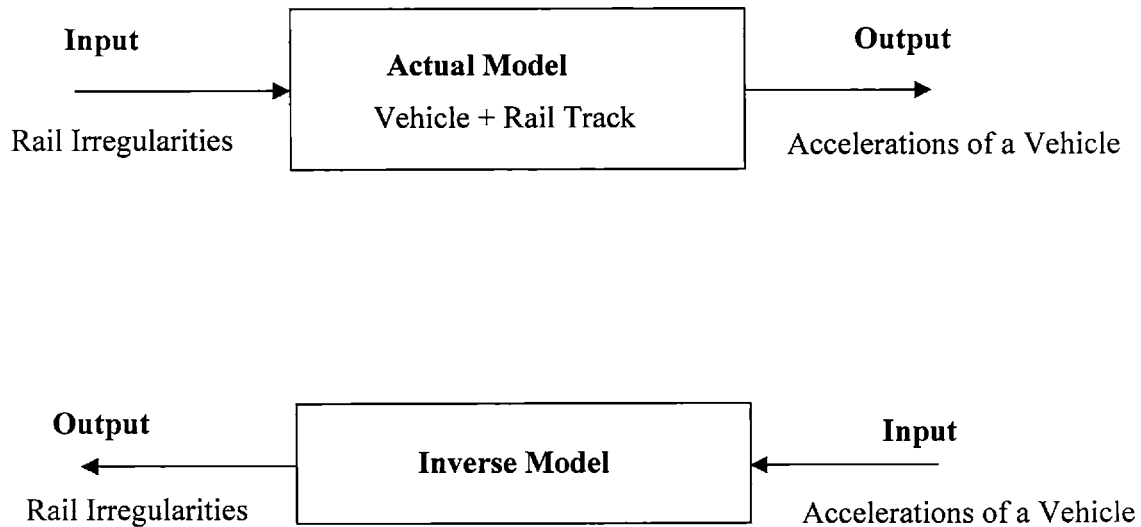 Input
Output
Actual Model
Vehicle + Rail Track
Rail Irregularities
Accelerations of a Vehicle
Output
Input
Inverse Model
Rail Irregularities
Accelerations of a Vehicle